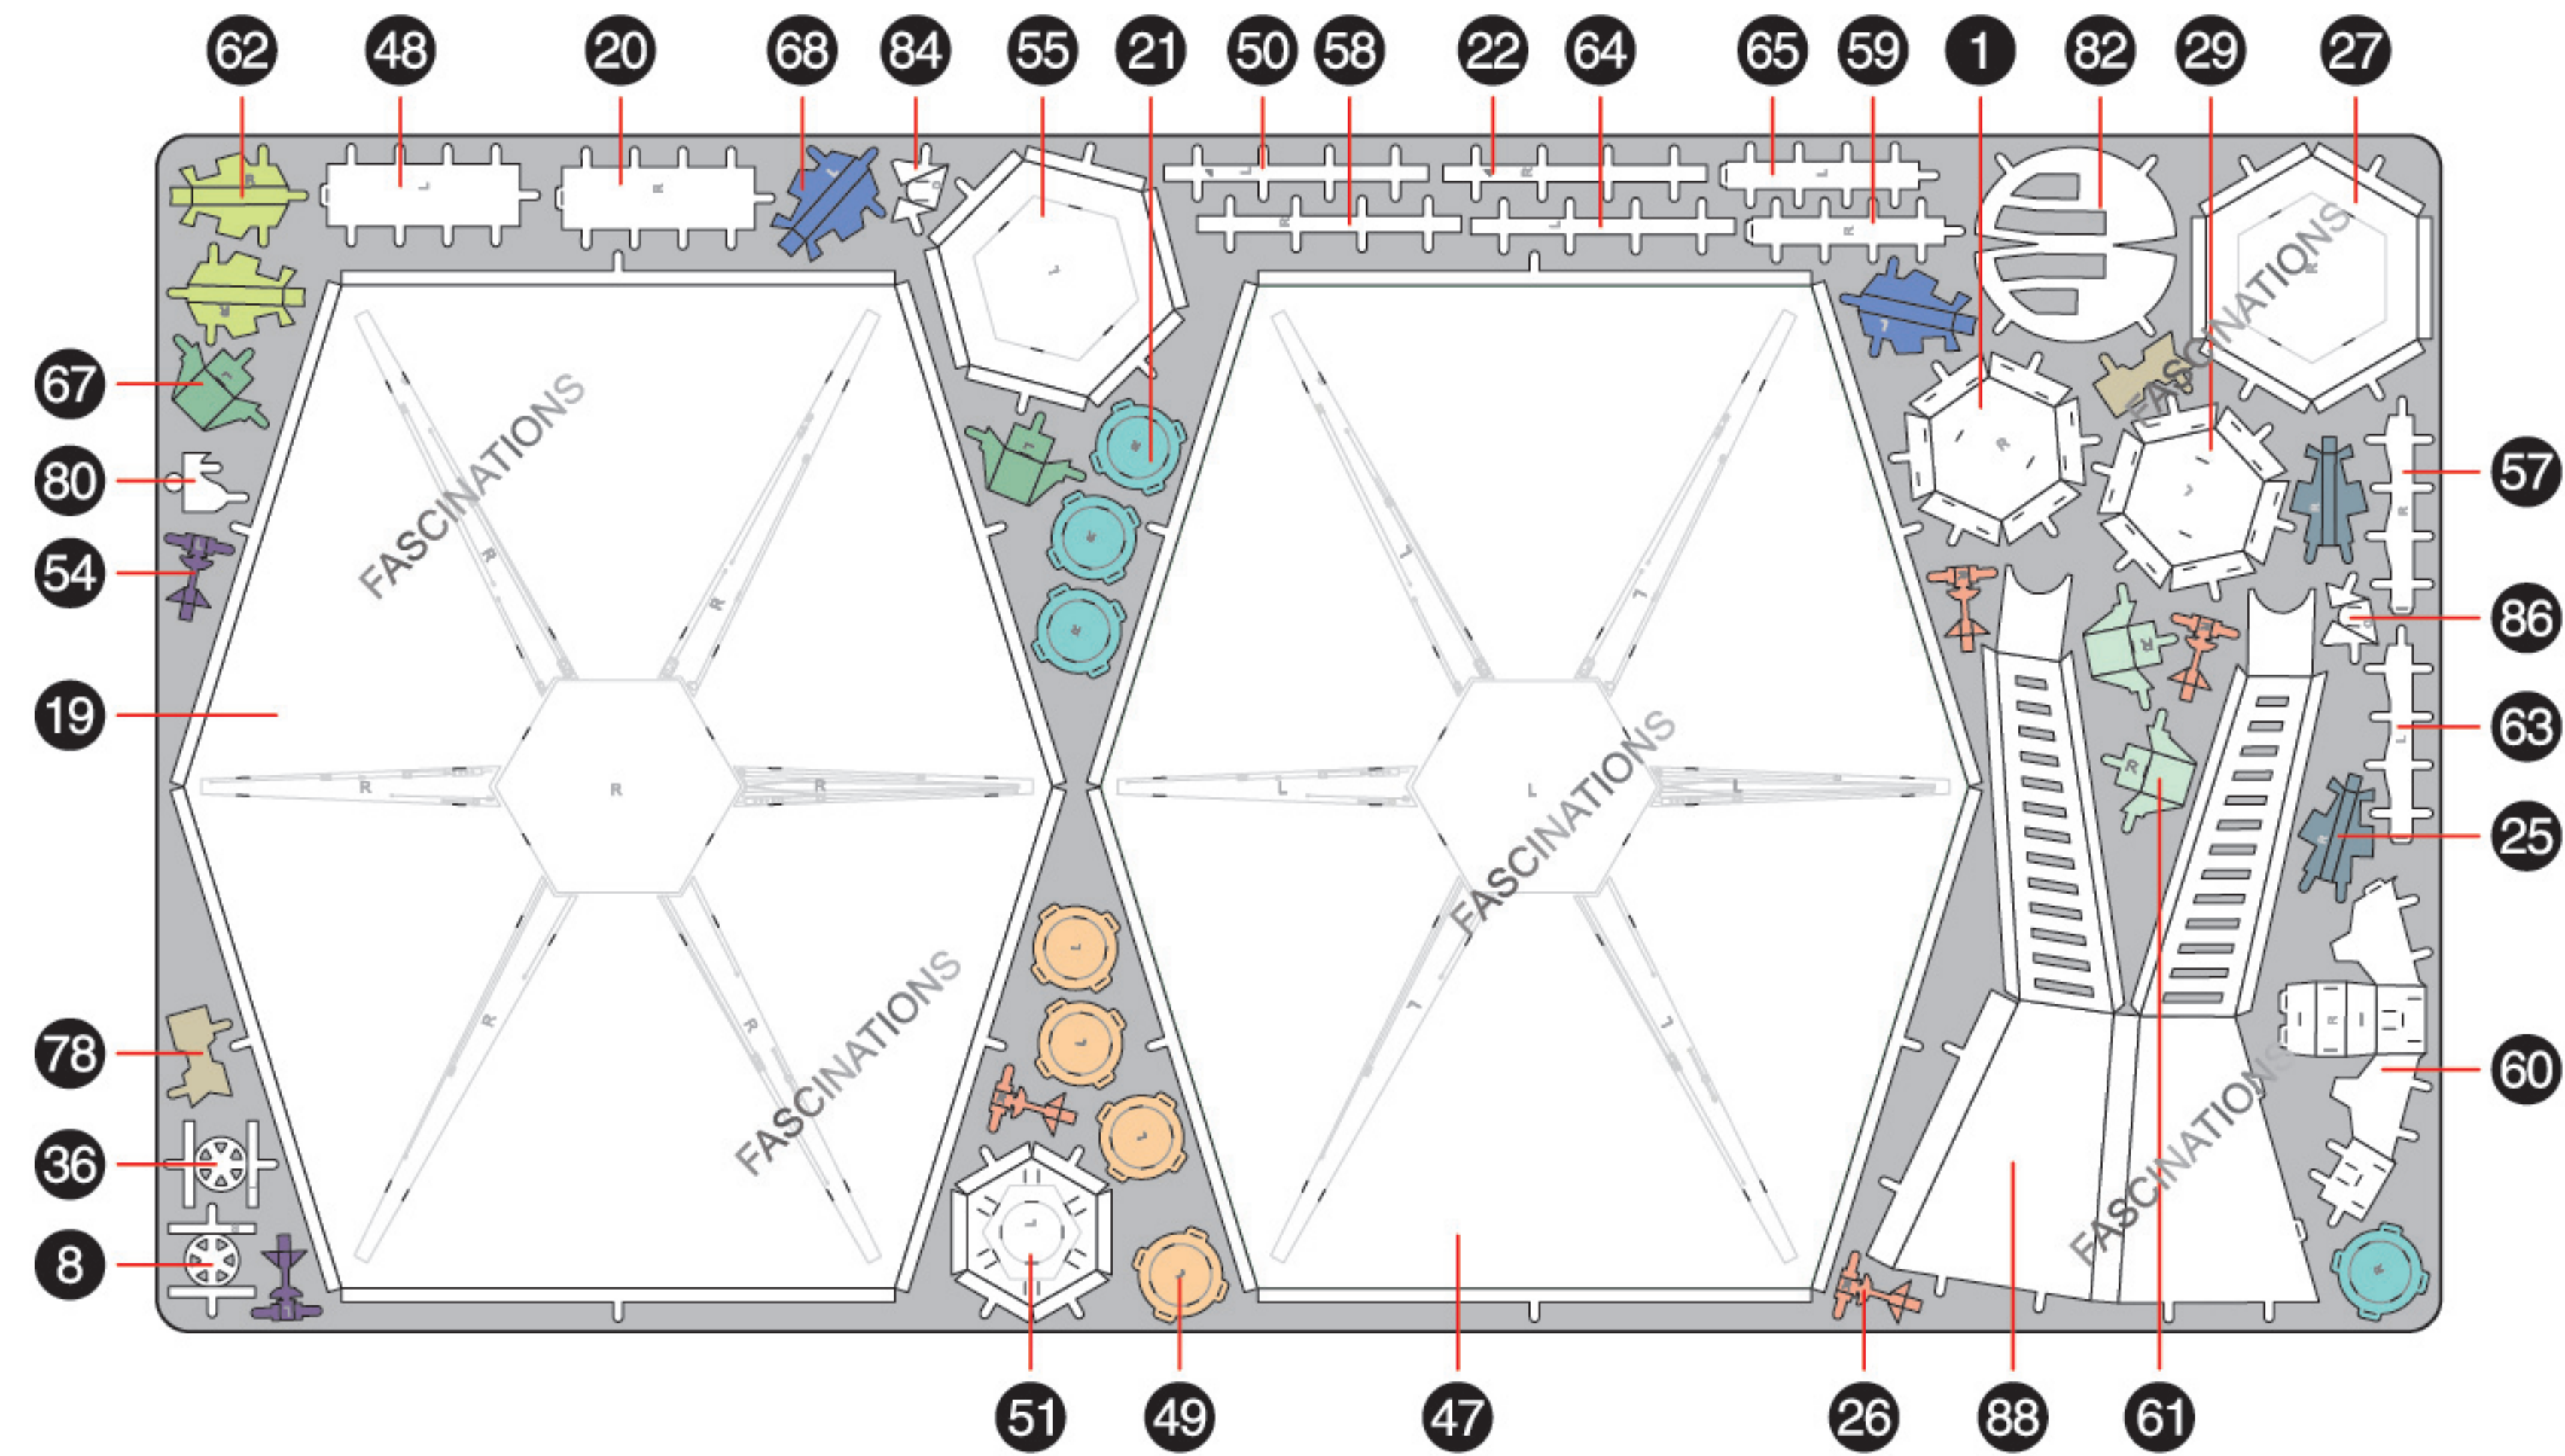 62 48 20 68 84 55 21 50 58 22 64 65 59 1 82 29 27
R L R L L R L L R
R L R
L R
R
L
FASCINATIONS
FASCINATIONS
67
L L R R L
80
57
54
R
R
R R
L L
86
19
R
63
R R R L L L
FASCINATIONS
R
25
L
FASCINATIONS
R R L L
78
R
60
36
FASCINATIONS
8
L L R
51 49 47 26 88 61